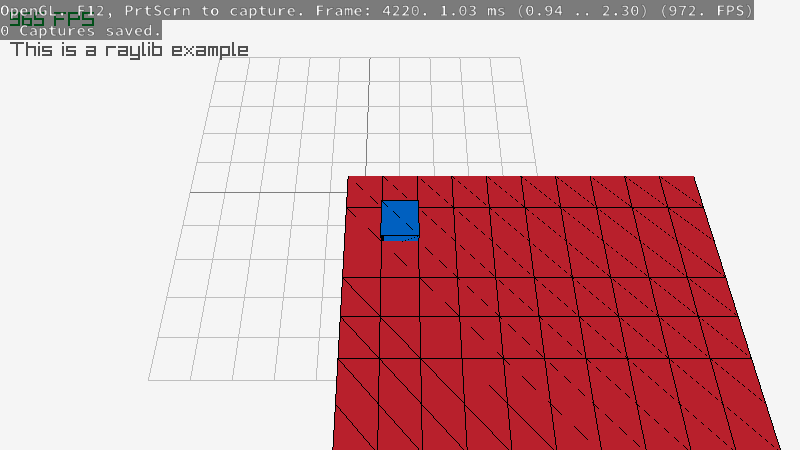 OpenGL. F12, PrtScrn to capture. Frame: 4220. 1.03 ms (0.94 .. 2.30) (972. FPS)
365 FPS
0 Captures saved.
This is a raylib example